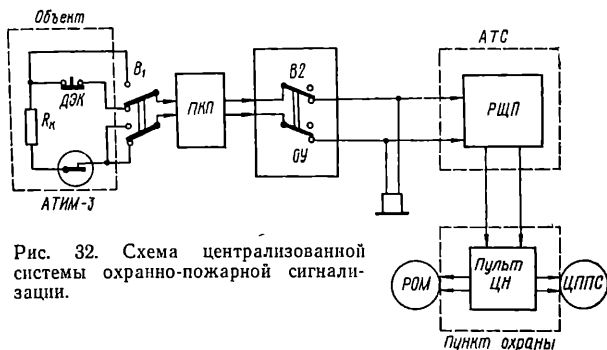 Объект
В₁
ДЭК
Rк
АТИМ-3
ПКП
В2
ОУ
АТС
РЩП
РОМ
Пульт
ЦН
ЦППС
Пункт охраны
Рис. 32. Схема централизованной
системы охранно-пожарной сигнали-
зации.